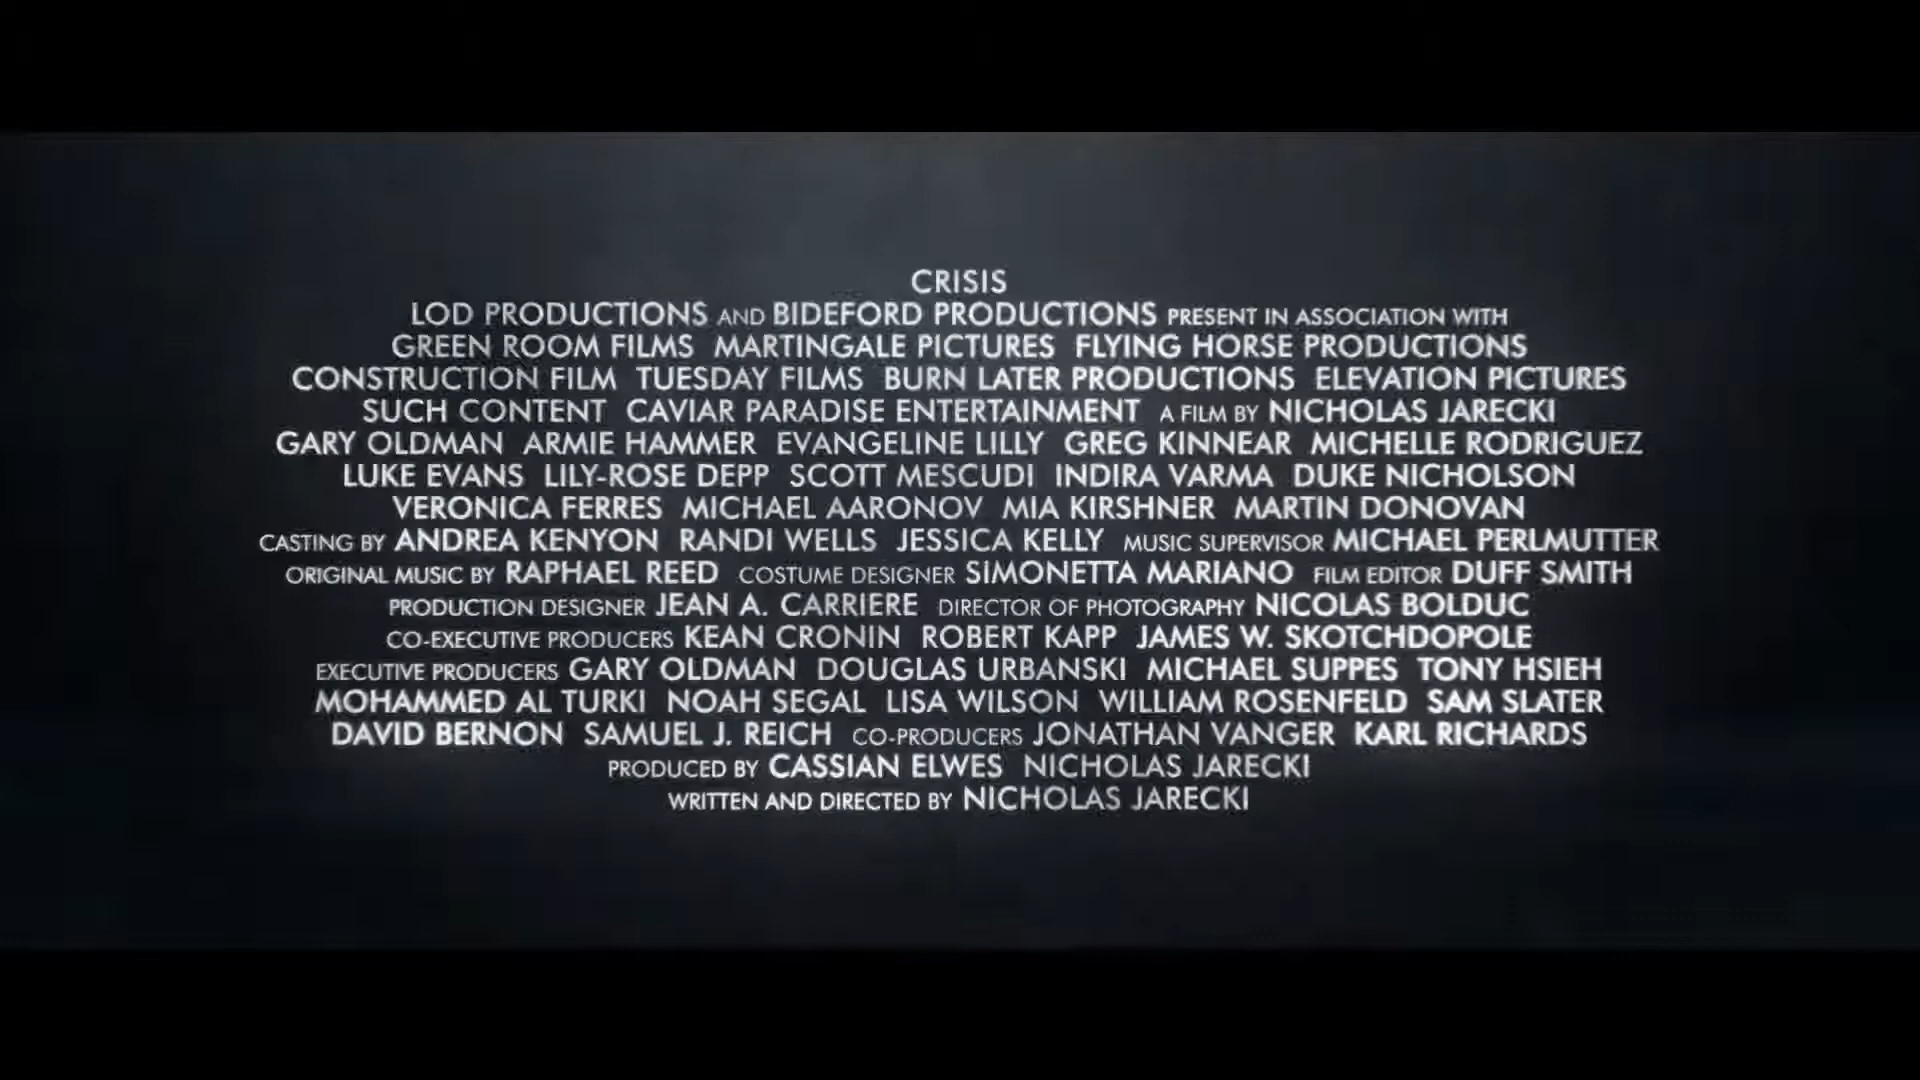 CRISIS
LOD PRODUCTIONS AND BIDEFORD PRODUCTIONS PRESENT IN ASSOCIATION WITH
GREEN ROOM FILMS MARTINGALE PICTURES FLYING HORSE PRODUCTIONS
CONSTRUCTION FILM TUESDAY FILMS BURN LATER PRODUCTIONS ELEVATION PICTURES
SUCH CONTENT CAVIAR PARADISE ENTERTAINMENT A FILM BY NICHOLAS JARECKI
GARY OLDMAN ARMIE HAMMER EVANGELINE LILLY GREG KINNEAR MICHELLE RODRIGUEZ
LUKE EVANS LILY-ROSE DEPP SCOTT MESCUDI INDIRA VARMA DUKE NICHOLSON
VERONICA FERRES MICHAEL AARONOV MIA KIRSHNER MARTIN DONOVAN
CASTING BY ANDREA KENYON RANDI WELLS JESSICA KELLY MUSIC SUPERVISOR MICHAEL PERLMUTTER
ORIGINAL MUSIC BY RAPHAEL REED COSTUME DESIGNER SIMONETTA MARIANO FILM EDITOR DUFF SMITH
PRODUCTION DESIGNER JEAN A. CARRIERE DIRECTOR OF PHOTOGRAPHY NICOLAS BOLDUC
CO-EXECUTIVE PRODUCERS KEAN CRONIN ROBERT KAPP JAMES W. SKOTCHDOPOLE
EXECUTIVE PRODUCERS GARY OLDMAN DOUGLAS URBANSKI MICHAEL SUPPES TONY HSIEH
MOHAMMED AL TURKI NOAH SEGAL LISA WILSON WILLIAM ROSENFELD SAM SLATER
DAVID BERNON SAMUEL J. REICH CO-PRODUCERS JONATHAN VANGER KARL RICHARDS
PRODUCED BY CASSIAN ELWES NICHOLAS JARECKI
WRITTEN AND DIRECTED BY NICHOLAS JARECKI